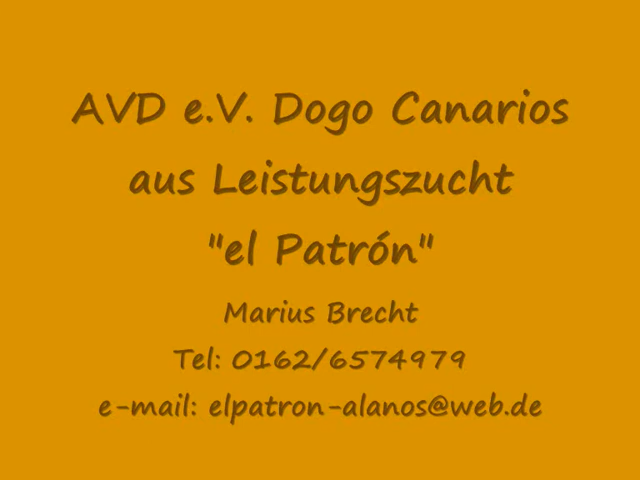 AVD e.V. Dogo Canarios
aus Leistungszucht
"el Patrón"
Marius Brecht
Tel: 0162/6574979
e-mail: elpatron-alanos@web.de